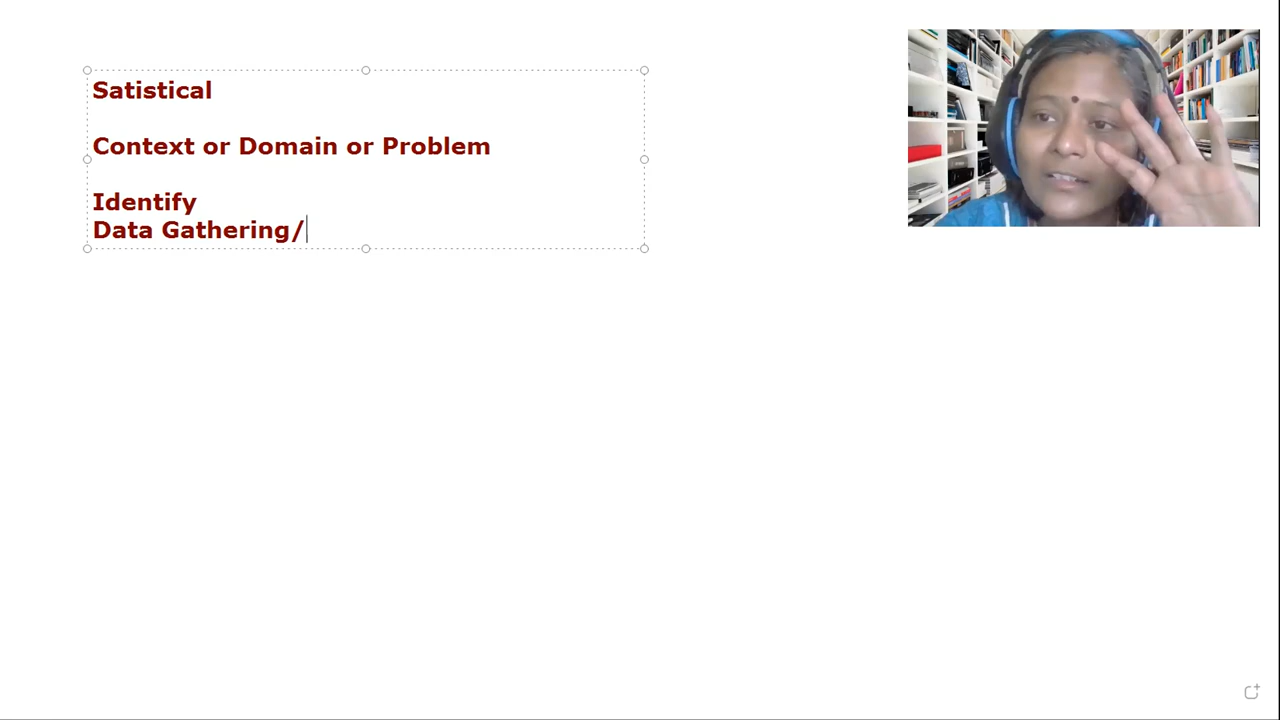 Satistical
Context or Domain or Problem
Identify
Data Gathering/